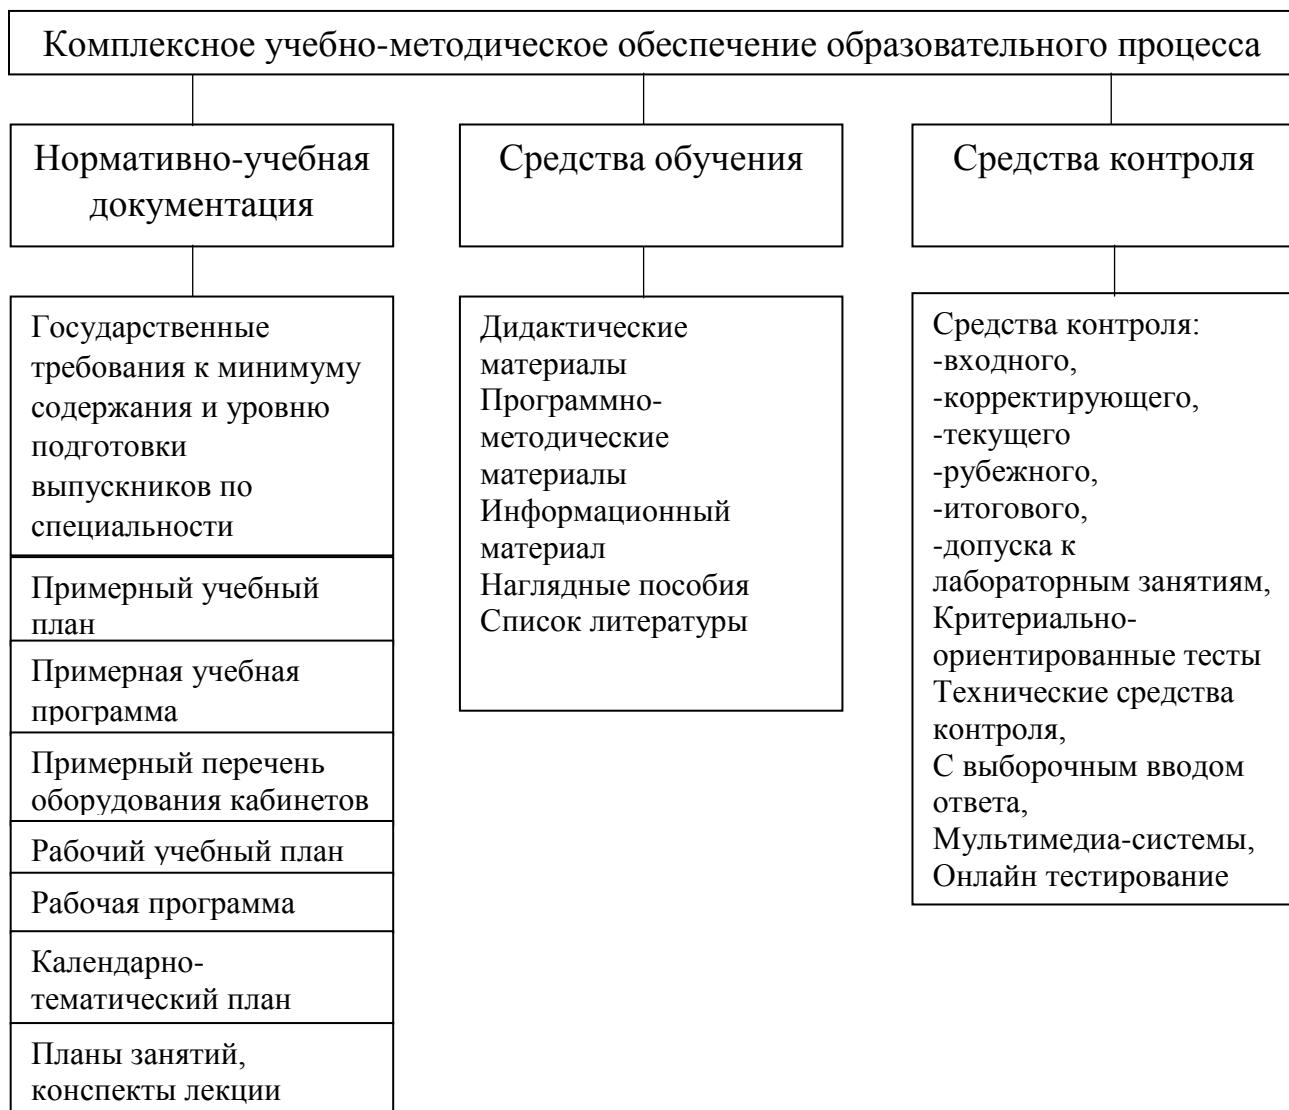 Комплексное учебно-методическое обеспечение образовательного процесса
Нормативно-учебная
документация
Средства обучения
Средства контроля
Государственные
требования к минимуму
содержания и уровню
подготовки
выпускников по
специальности
Примерный учебный
план
Примерная учебная
программа
Примерный перечень
оборудования кабинетов
Рабочий учебный план
Рабочая программа
Календарно-
тематический план
Планы занятий,
конспекты лекции
Дидактические
материалы
Программно-
методические
материалы
Информационный
материал
Наглядные пособия
Список литературы
Средства контроля:
-входного,
-корректирующего,
-текущего
-рубежного,
-итогового,
-допуска к
лабораторным занятиям,
Критериально-
ориентированные тесты
Технические средства
контроля,
С выборочным вводом
ответа,
Мультимедиа-системы,
Онлайн тестирование